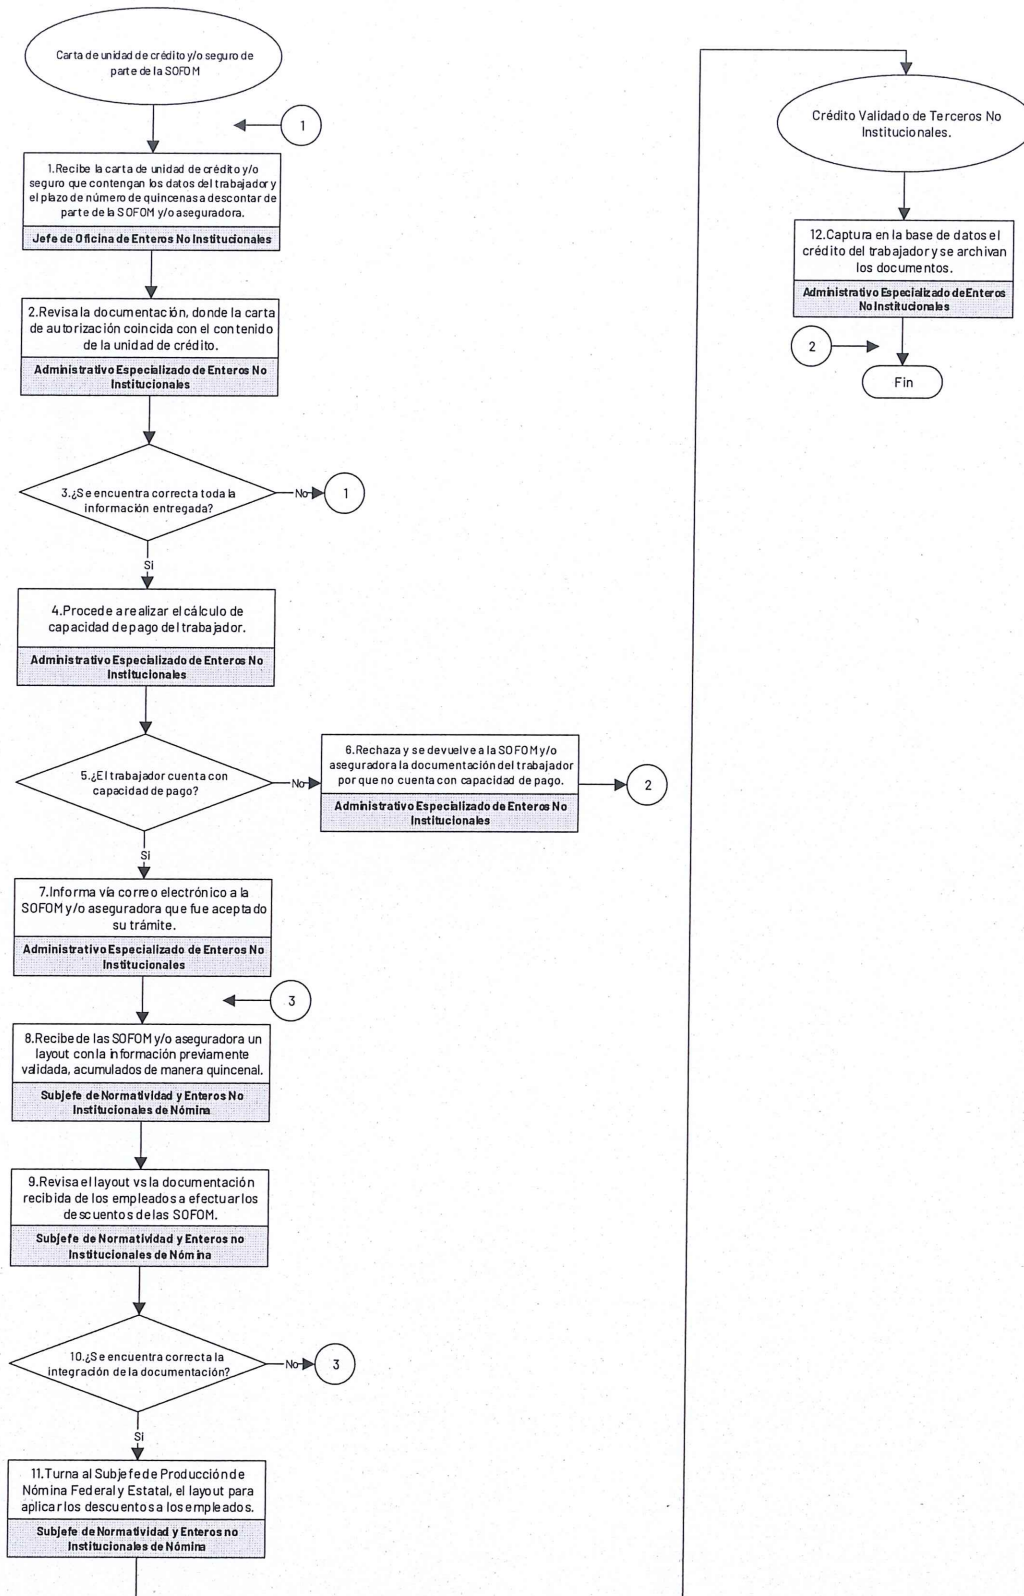 Carta de unidad de crédito y/o seguro de
parte de la SOFOM
1
1.Recibe la carta de unidad de crédito y/o
seguro que contengan los datos del trabajador y
el plazo de número de quincenas a descontar de
parte de la SOFOM y/o aseguradora.
Jefe de Oficina de Enteros No Institucionales
2.Revisa la documentación, donde la carta
de autorización coincida con el contenido
de la unidad de crédito.
Administrativo Especializado de Enteros No
Institucionales
3.¿Se encuentra correcta toda la
información entregada?
No
1
Si
4.Procede a realizar el cálculo de
capacidad de pago del trabajador.
Administrativo Especializado de Enteros No
Institucionales
5.¿El trabajador cuenta con
capacidad de pago?
No
6.Rechaza y se devuelve a la SOFOM y/o
aseguradora la documentación del trabajador
por que no cuenta con capacidad de pago.
Administrativo Especializado de Enteros No
Institucionales
2
Si
7.Informa vía correo electrónico a la
SOFOM y/o aseguradora que fue aceptado
su trámite.
Administrativo Especializado de Enteros No
Institucionales
3
8.Recibe de las SOFOM y/o aseguradora un
layout con la información previamente
validada, acumulados de manera quincenal.
Subjefe de Normatividad y Enteros No
Institucionales de Nómina
9.Revisa el layout vs la documentación
recibida de los empleados a efectuar los
descuentos de las SOFOM.
Subjefe de Normatividad y Enteros no
Institucionales de Nómina
10.¿Se encuentra correcta la
integración de la documentación?
No
3
Si
11.Turna al Subjefe de Producción de
Nómina Federal y Estatal, el layout para
aplicar los descuentos a los empleados.
Subjefe de Normatividad y Enteros no
Institucionales de Nómina
Crédito Validado de Terceros No
Institucionales.
12.Captura en la base de datos el
crédito del trabajador y se archivan
los documentos.
Administrativo Especializado de Enteros
No Institucionales
2
Fin